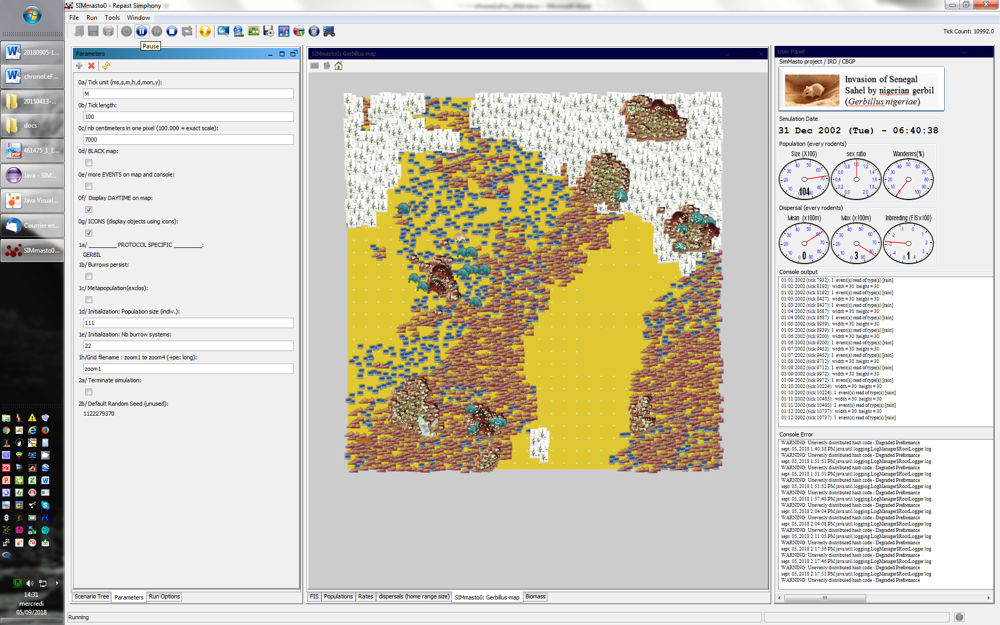 SIMmasto0 - Repast Simphony
File Run Tools Window
Tick Count: 10992.0
Pause
20180905-L...
chronoLeF...
20150413-...
docs
461475_1_E...
Java - SIM...
Java Visual...
Courrier en...
SIMmasto0...
14:31
mercredi
05/09/2018
Parameters
0a/ Tick unit (ms,s,m,h,d,mon,y):
M
0b/ Tick length:
100
0c/ nb centimeters in one pixel (100.000 = exact scale):
7000
0d/ BLACK map:
0e/ more EVENTS on map and console:
0f/ Display DAYTIME on map:
0g/ ICONS (display objects using icons):
1a/ __________ PROTOCOL SPECIFIC __________:
GERBIL
1b/ Burrows persist:
1c/ Metapopulation(exclos):
1d/ Initialization: Population size (indiv.):
111
1e/ Initialization: Nb burrow systems:
22
1h/Grid filename : zoom1 to zoom4 (+pe: long):
zoom1
2a/ Terminate simulation:
2b/ Default Random Seed (unused):
1122279370
Scenario Tree Parameters Run Options
SIMmasto0: Gerbillus-map
FIS Populations Rates dispersals (home range size) SIMmasto0: Gerbillus-map Biomass
User Panel
SimMasto project / IRD / CBGP
Invasion of Senegal
Sahel by nigerian gerbil
(Gerbillus nigeriae)
Simulation Date
31 Dec 2002 (Tue) - 06:40:38
Population (every rodents)
Size (X100) sex ratio Wanderers(%)
104
Dispersal (every rodents)
Mean (x100m) Max (x100m) Inbreeding (FISx100)
0 3 1
Console output
01/01/2002 (tick 7932): 1 event(s) read of type(s) [rain]
01/02/2002 (tick 8192): width = 30 height = 30
01/02/2002 (tick 8192): 1 event(s) read of type(s) [rain]
01/03/2002 (tick 8427): width = 30 height = 30
01/03/2002 (tick 8427): 1 event(s) read of type(s) [rain]
01/04/2002 (tick 8687): width = 30 height = 30
01/04/2002 (tick 8687): 1 event(s) read of type(s) [rain]
01/05/2002 (tick 8939): width = 30 height = 30
01/05/2002 (tick 8939): 1 event(s) read of type(s) [rain]
01/06/2002 (tick 9200): width = 30 height = 30
01/06/2002 (tick 9200): 1 event(s) read of type(s) [rain]
01/07/2002 (tick 9452): width = 30 height = 30
01/07/2002 (tick 9452): 1 event(s) read of type(s) [rain]
01/08/2002 (tick 9712): width = 30 height = 30
01/08/2002 (tick 9712): 1 event(s) read of type(s) [rain]
01/09/2002 (tick 9972): width = 30 height = 30
01/09/2002 (tick 9972): 1 event(s) read of type(s) [rain]
01/10/2002 (tick 10224): width = 30 height = 30
01/10/2002 (tick 10224): 1 event(s) read of type(s) [rain]
01/11/2002 (tick 10485): width = 30 height = 30
01/11/2002 (tick 10485): 1 event(s) read of type(s) [rain]
01/12/2002 (tick 10737): width = 30 height = 30
01/12/2002 (tick 10737): 1 event(s) read of type(s) [rain]
Console Error
WARNING: Unevenly distributed hash code - Degraded Preformance
sept. 05, 2018 1:40:38 PM java.util.logging.LogManager$RootLogger log
WARNING: Unevenly distributed hash code - Degraded Preformance
sept. 05, 2018 1:51:51 PM java.util.logging.LogManager$RootLogger log
WARNING: Unevenly distributed hash code - Degraded Preformance
sept. 05, 2018 1:51:51 PM java.util.logging.LogManager$RootLogger log
WARNING: Unevenly distributed hash code - Degraded Preformance
sept. 05, 2018 1:51:52 PM java.util.logging.LogManager$RootLogger log
WARNING: Unevenly distributed hash code - Degraded Preformance
sept. 05, 2018 1:57:48 PM java.util.logging.LogManager$RootLogger log
WARNING: Unevenly distributed hash code - Degraded Preformance
sept. 05, 2018 2:04:04 PM java.util.logging.LogManager$RootLogger log
WARNING: Unevenly distributed hash code - Degraded Preformance
sept. 05, 2018 2:04:08 PM java.util.logging.LogManager$RootLogger log
WARNING: Unevenly distributed hash code - Degraded Preformance
sept. 05, 2018 2:11:05 PM java.util.logging.LogManager$RootLogger log
WARNING: Unevenly distributed hash code - Degraded Preformance
sept. 05, 2018 2:17:36 PM java.util.logging.LogManager$RootLogger log
WARNING: Unevenly distributed hash code - Degraded Preformance
sept. 05, 2018 2:17:46 PM java.util.logging.LogManager$RootLogger log
WARNING: Unevenly distributed hash code - Degraded Preformance
sept. 05, 2018 2:17:51 PM java.util.logging.LogManager$RootLogger log
WARNING: Unevenly distributed hash code - Degraded Preformance
Running